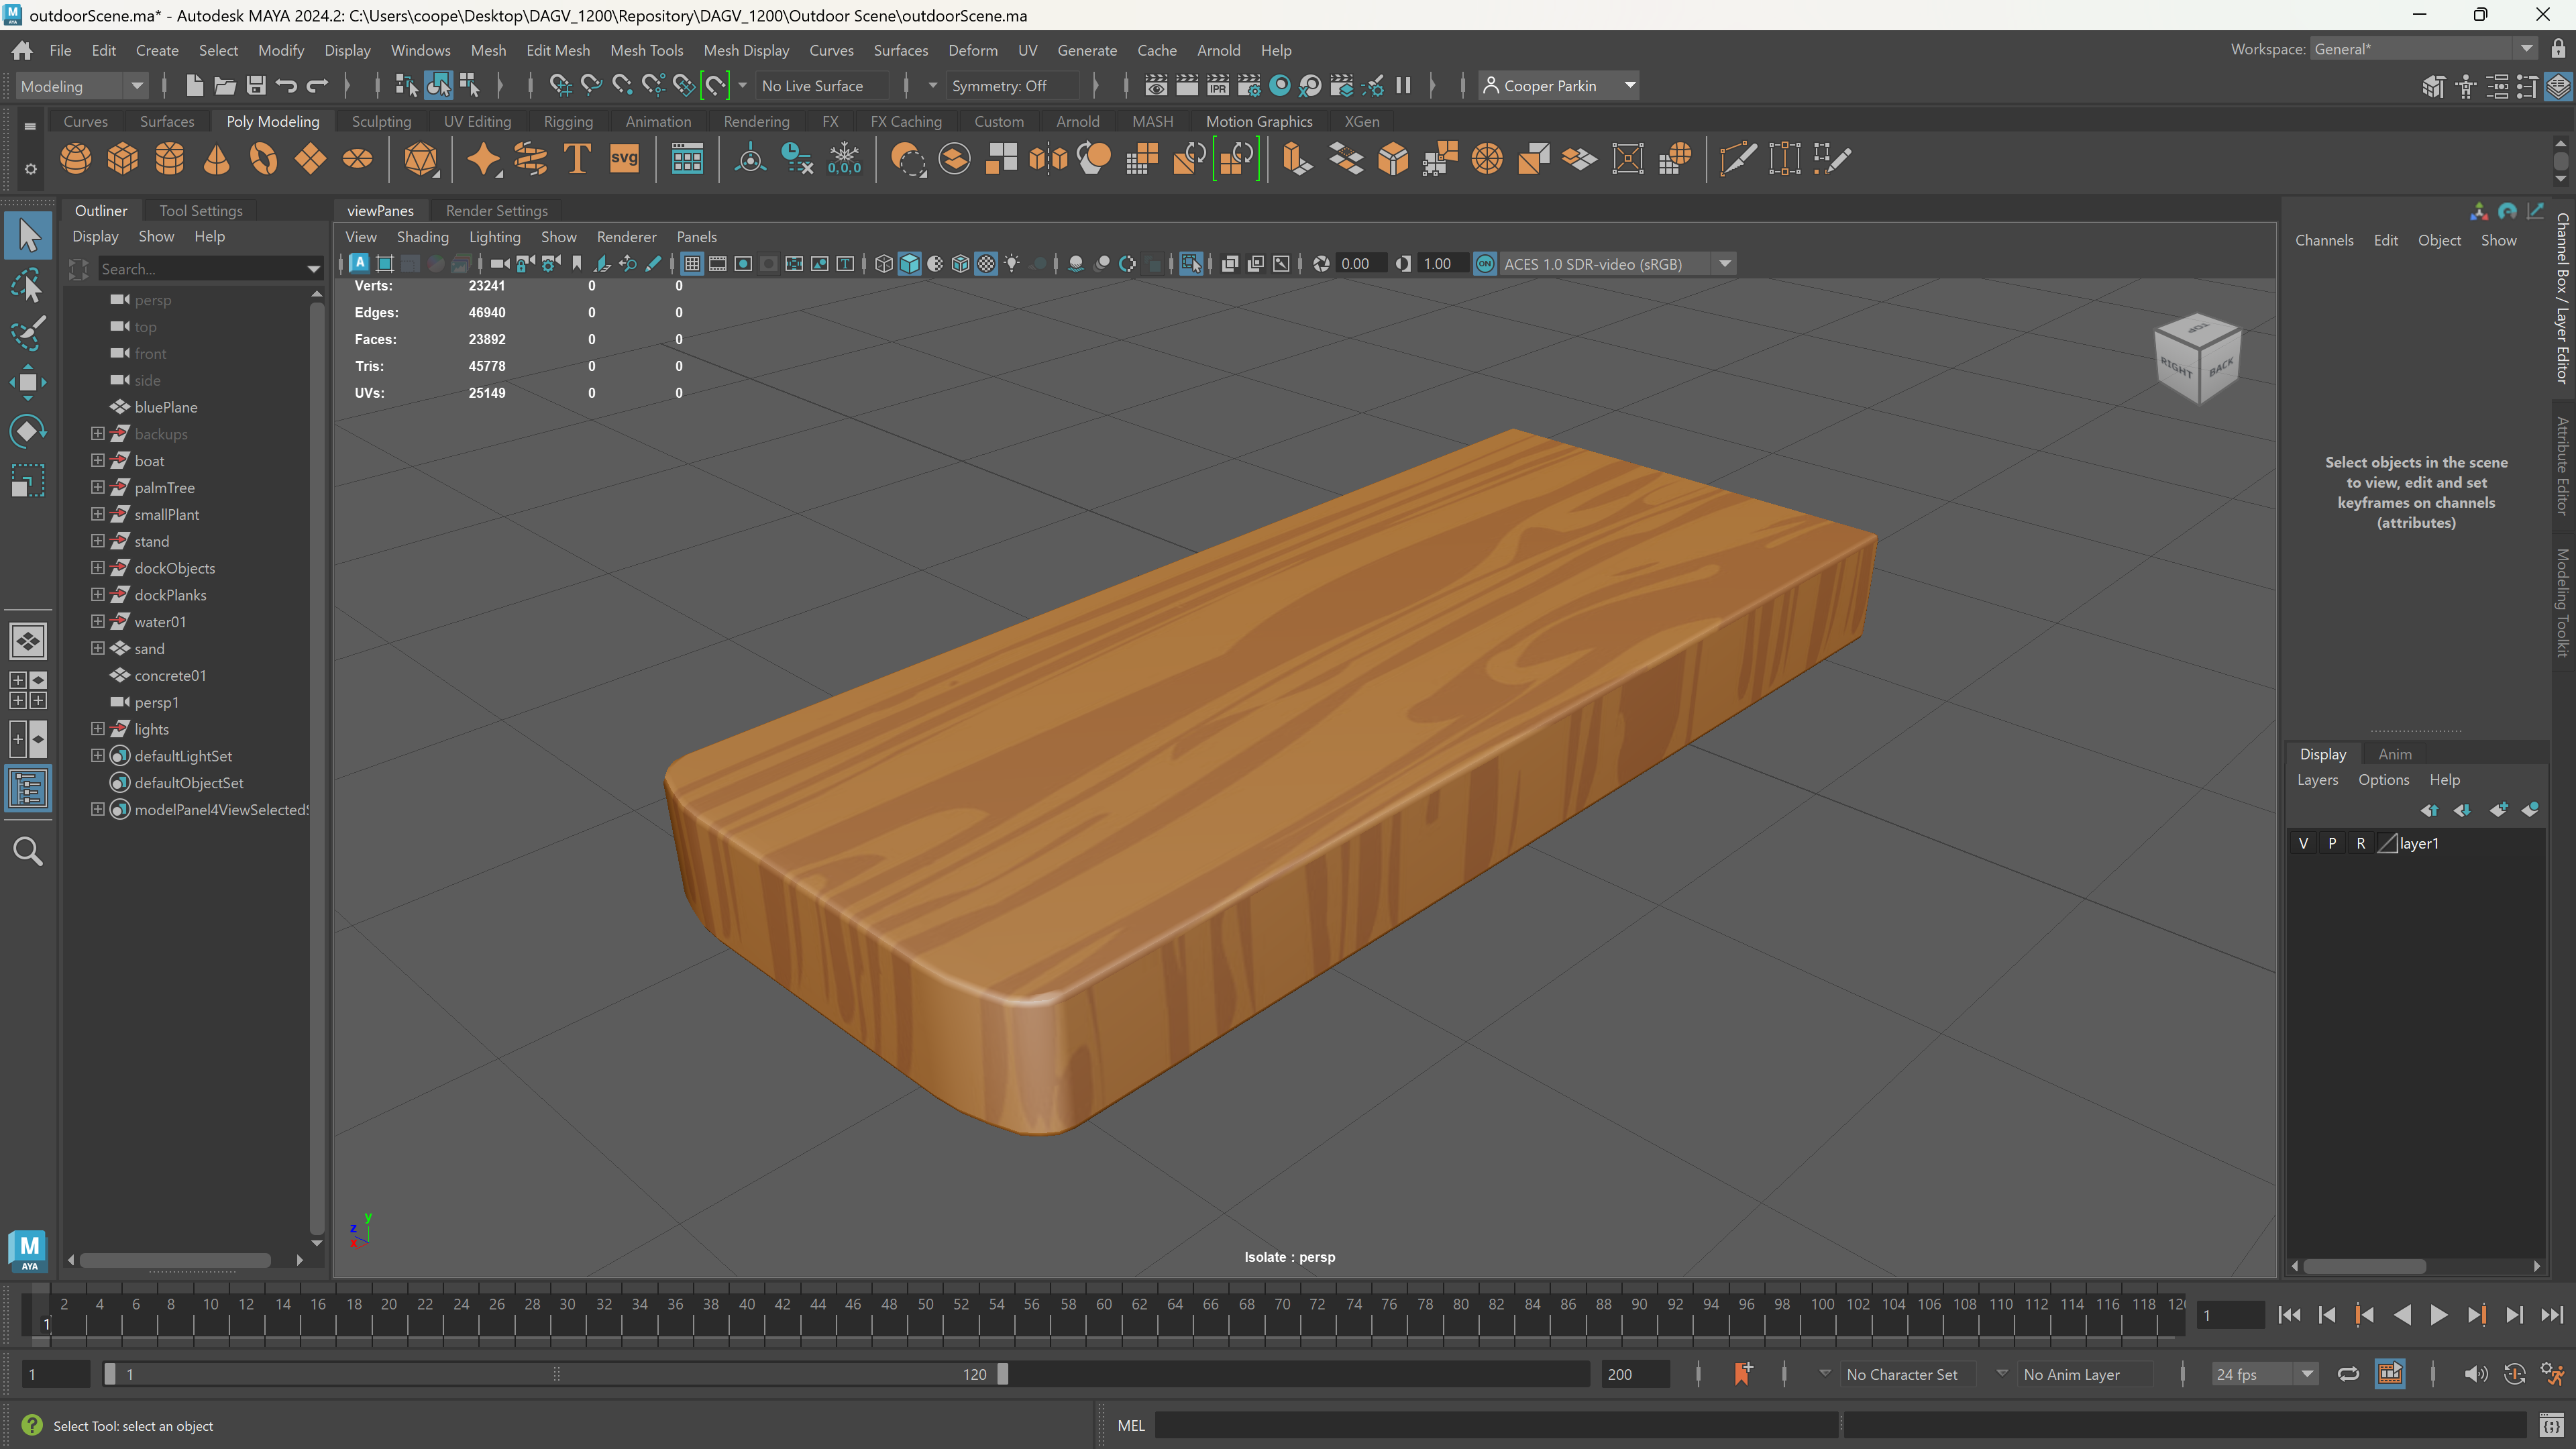 outdoorScene.ma* - Autodesk MAYA 2024.2: C:\Users\coope\Desktop\DAGV_1200\Repository\DAGV_1200\Outdoor Scene\outdoorScene.ma
File Edit Create Select Modify Display Windows Mesh Edit Mesh Mesh Tools Mesh Display Curves Surfaces Deform UV Generate Cache Arnold Help
Workspace: General*
Modeling
No Live Surface
Symmetry: Off
IPR
Cooper Parkin
Curves Surfaces Poly Modeling Sculpting UV Editing Rigging Animation Rendering FX FX Caching Custom Arnold MASH Motion Graphics XGen
T
svg
0,0,0
Outliner Tool Settings
Display Show Help
Search...
persp
top
front
side
bluePlane
backups
boat
palmTree
smallPlant
stand
dockObjects
dockPlanks
water01
sand
concrete01
persp1
lights
defaultLightSet
defaultObjectSet
modelPanel4ViewSelectedS
viewPanes Render Settings
View Shading Lighting Show Renderer Panels
0.00
1.00
ON
ACES 1.0 SDR-video (sRGB)
Verts: 23241 0 0
Edges: 46940 0 0
Faces: 23892 0 0
Tris: 45778 0 0
UVs: 25149 0 0
TOP
RIGHT
BACK
y
z
x
Isolate : persp
Channels Edit Object Show
Select objects in the scene
to view, edit and set
keyframes on channels
(attributes)
Channel Box / Layer Editor
Attribute Editor
Modeling Toolkit
Display Anim
Layers Options Help
V P R layer1
M
AYA
2 4 6 8 10 12 14 16 18 20 22 24 26 28 30 32 34 36 38 40 42 44 46 48 50 52 54 56 58 60 62 64 66 68 70 72 74 76 78 80 82 84 86 88 90 92 94 96 98 100 102 104 106 108 110 112 114 116 118 120
1
1
1
1
120
200
No Character Set
No Anim Layer
24 fps
Select Tool: select an object
MEL